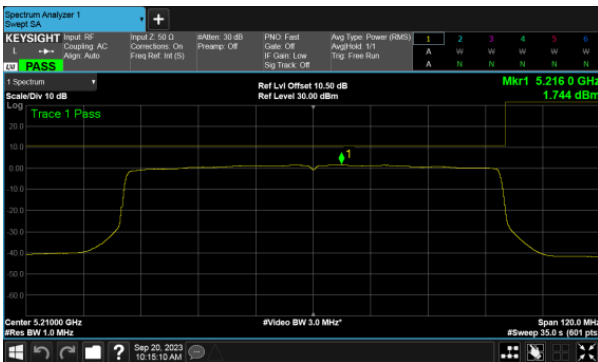 Spectrum Analyzer 1
Swept SA
+
KEYSIGHT Input: RF Input Z: 50 Ω #Atten: 30 dB PNO: Fast Avg Type: Power (RMS) 1 2 3 4 5 6
L Coupling: AC Corrections: On Preamp: Off Gate: Off Avg|Hold: 1/1 A W W W W W
Align: Auto Freq Ref: Int (S) IF Gain: Low Trig: Free Run
LXI PASS Sig Track: Off A N N N N N
1 Spectrum Ref Lvl Offset 10.50 dB Mkr1 5.216 0 GHz
Scale/Div 10 dB Ref Level 30.00 dBm 1.744 dBm
Log
Trace 1 Pass
20.0
10.0
1
0.00
-10.0
-20.0
-30.0
-40.0
-50.0
-60.0
Center 5.21000 GHz #Video BW 3.0 MHz* Span 120.0 MHz
#Res BW 1.0 MHz #Sweep 35.0 s (601 pts)
? Sep 20, 2023
10:15:10 AM